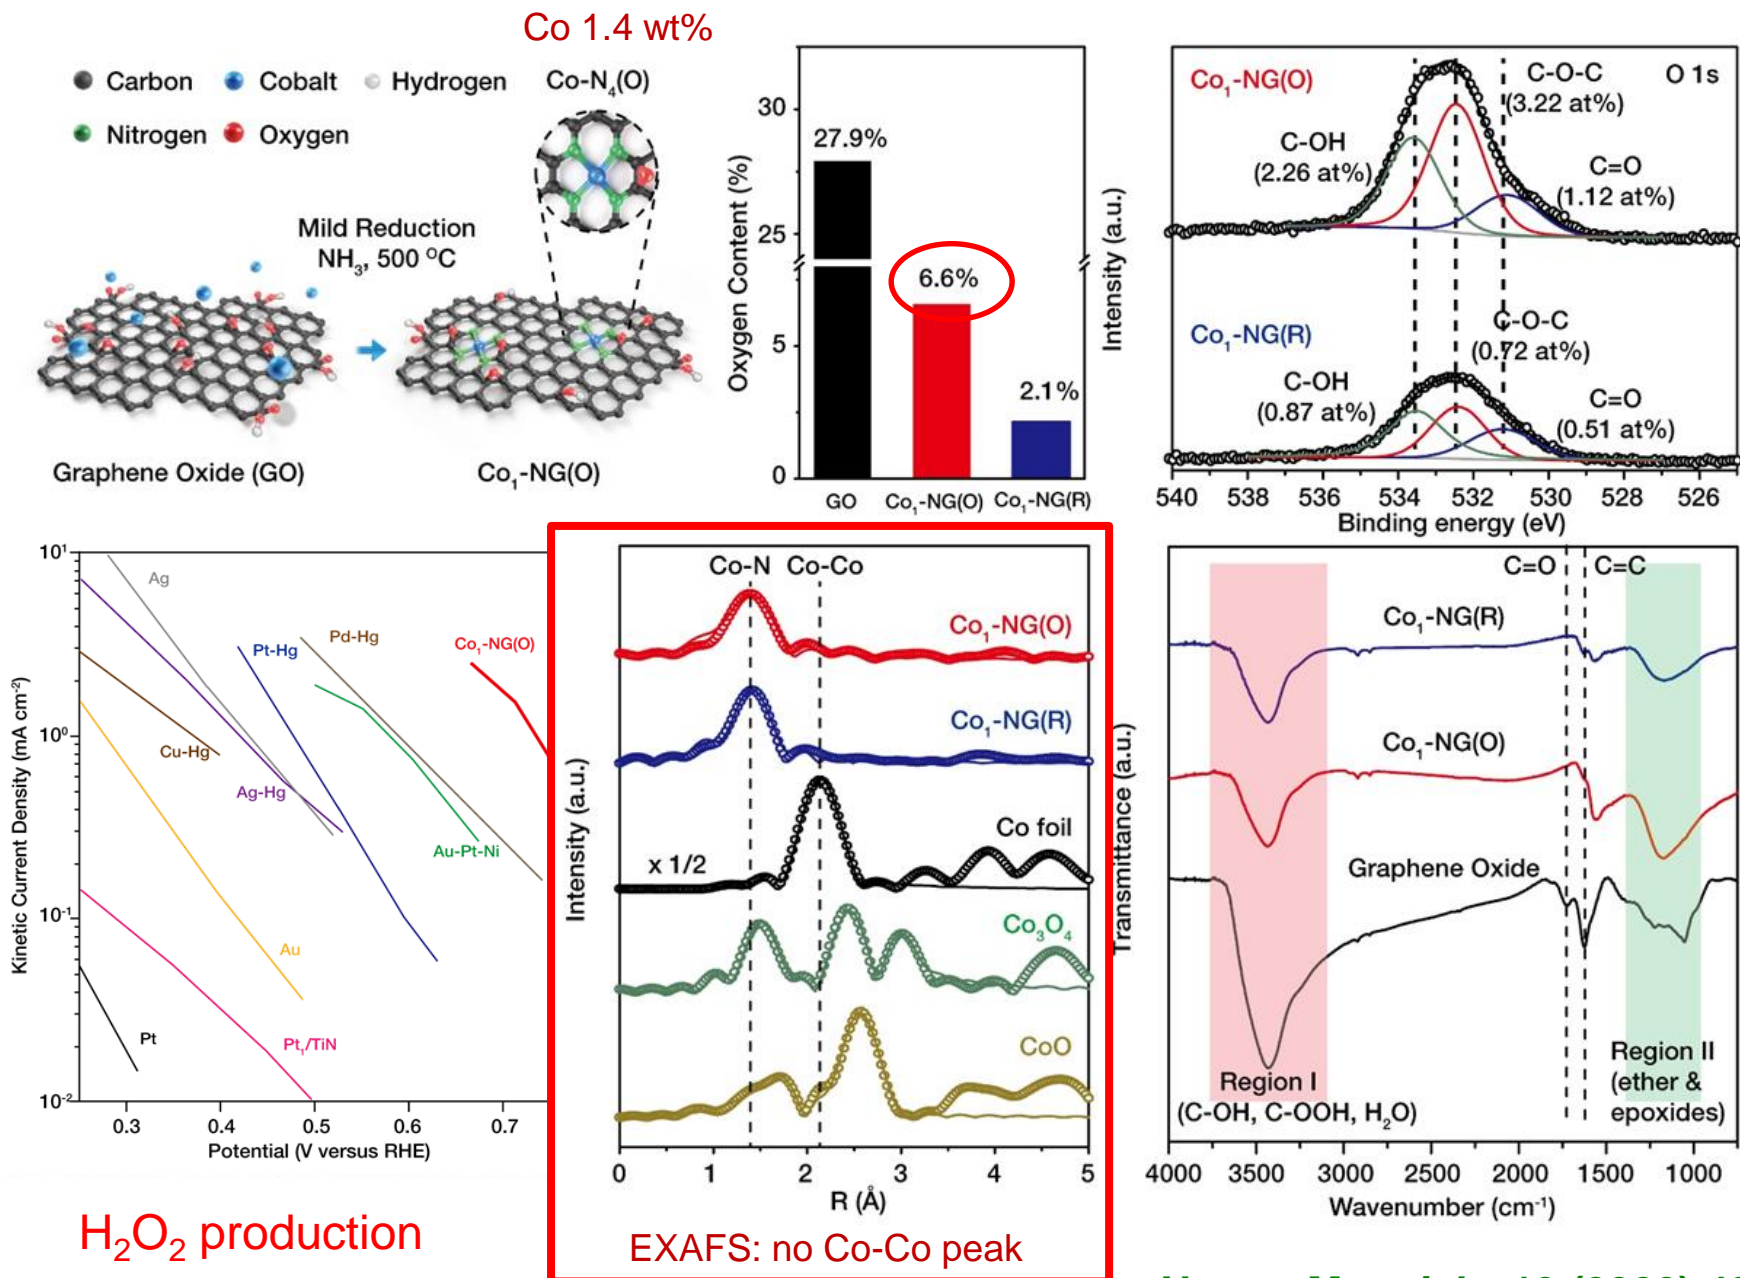 Co 1.4 wt%
Carbon
Cobalt
Hydrogen
Nitrogen
Oxygen
Co-N₄(O)
Mild Reduction
NH₃, 500 ᴼC
Graphene Oxide (GO)
Co₁-NG(O)
Oxygen Content (%)
30
25
5
0
27.9%
6.6%
2.1%
GO
Co₁-NG(O)
Co₁-NG(R)
Intensity (a.u.)
Co₁-NG(O)
O 1s
C-O-C
(3.22 at%)
C-OH
(2.26 at%)
C=O
(1.12 at%)
Co₁-NG(R)
C-O-C
(0.72 at%)
C-OH
(0.87 at%)
C=O
(0.51 at%)
540 538 536 534 532 530 528 526
Binding energy (eV)
Kinetic Current Density (mA cm⁻²)
10¹
10⁰
10⁻¹
10⁻²
Ag
Pt-Hg
Pd-Hg
Co₁-NG(O)
Cu-Hg
Ag-Hg
Au-Pt-Ni
Au
Pt
Pt₁/TiN
0.3 0.4 0.5 0.6 0.7
Potential (V versus RHE)
H₂O₂ production
Intensity (a.u.)
Co-N Co-Co
Co₁-NG(O)
Co₁-NG(R)
Co foil
x 1/2
Co₃O₄
CoO
0 1 2 3 4 5
R (Å)
EXAFS: no Co-Co peak
Transmittance (a.u.)
C=O C=C
Co₁-NG(R)
Co₁-NG(O)
Graphene Oxide
Region I
(C-OH, C-OOH, H₂O)
Region II
(ether &
epoxides)
4000 3500 3000 2500 2000 1500 1000
Wavenumber (cm⁻¹)